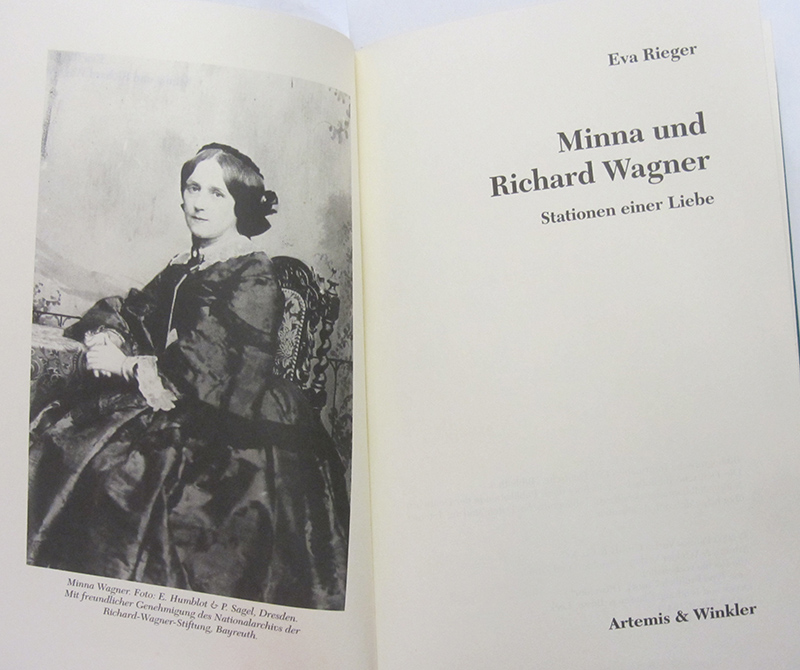 Minna Wagner. Foto: E. Humblot & P. Sagel, Dresden.
Mit freundlicher Genehmigung des Nationalarchivs der
Richard-Wagner-Stiftung, Bayreuth.
Eva Rieger
Minna und
Richard Wagner
Stationen einer Liebe
Artemis & Winkler